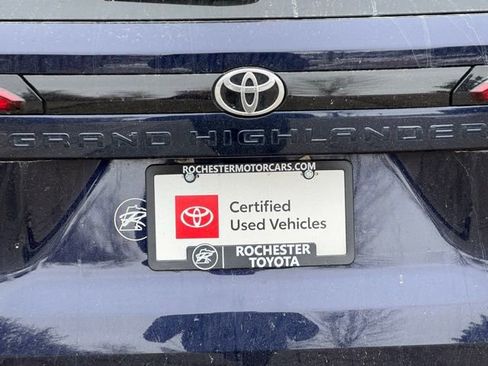 GRAND HIGHLANDER
ROCHESTERMOTORCARS.COM
Certified
Used Vehicles
ROCHESTER
TOYOTA